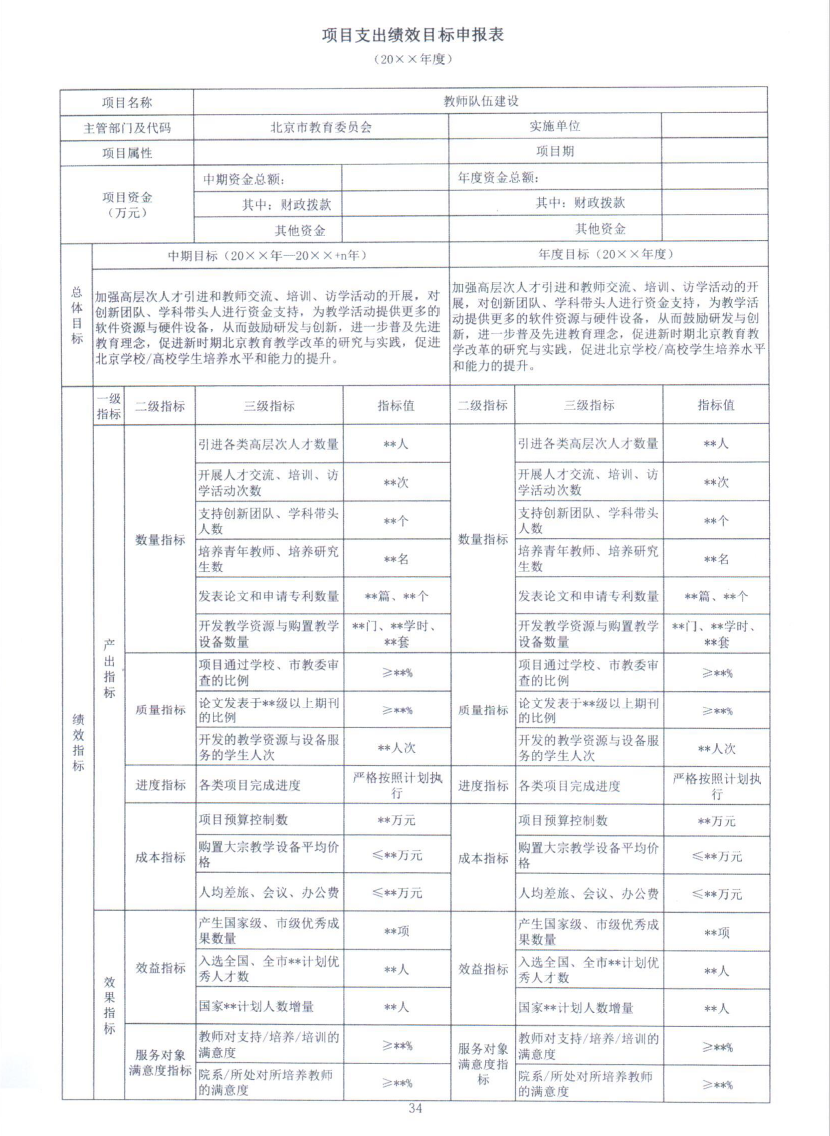 项目支出绩效目标申报表
(20××年度)
项目名称 教师队伍建设
主管部门及代码 北京市教育委员会 实施单位
项目属性 项目期
项目资金
(万元)
中期资金总额: 年度资金总额:
其中: 财政拨款 其中: 财政拨款
其他资金 其他资金
总体目标
中期目标(20××年—20××+n年) 年度目标(20××年度)
加强高层次人才引进和教师交流、培训、访学活动的开展, 对
创新团队、学科带头人进行资金支持, 为教学活动提供更多的
软件资源与硬件设备, 从而鼓励研发与创新, 进一步普及先进
教育理念, 促进新时期北京教育教学改革的研究与实践, 促进
北京学校/高校学生培养水平和能力的提升。
加强高层次人才引进和教师交流、培训、访学活动的开
展, 对创新团队、学科带头人进行资金支持, 为教学活
动提供更多的软件资源与硬件设备, 从而鼓励研发与创
新, 进一步普及先进教育理念, 促进新时期北京教育教
学改革的研究与实践, 促进北京学校/高校学生培养水平
和能力的提升。
绩效指标
一级
指标
二级指标 三级指标 指标值 二级指标 三级指标 指标值
产出指标
数量指标
引进各类高层次人才数量 **人
开展人才交流、培训、访
学活动次数
**次
支持创新团队、学科带头
人数
**个
培养青年教师、培养研究
生数
**名
发表论文和申请专利数量 **篇、**个
开发教学资源与购置教学
设备数量
**门、**学时、
**套
数量指标
引进各类高层次人才数量 **人
开展人才交流、培训、访
学活动次数
**次
支持创新团队、学科带头
人数
**个
培养青年教师、培养研究
生数
**名
发表论文和申请专利数量 **篇、**个
开发教学资源与购置教学
设备数量
**门、**学时、
**套
质量指标
项目通过学校、市教委审
查的比例
≥**%
论文发表于**级以上期刊
的比例
≥**%
开发的教学资源与设备服
务的学生人次
**人次
质量指标
项目通过学校、市教委审
查的比例
≥**%
论文发表于**级以上期刊
的比例
≥**%
开发的教学资源与设备服
务的学生人次
**人次
进度指标 各类项目完成进度
严格按照计划执
行
进度指标 各类项目完成进度
严格按照计划执
行
成本指标
项目预算控制数 **万元
购置大宗教学设备平均价
格
≤**万元
人均差旅、会议、办公费 ≤**万元
成本指标
项目预算控制数 **万元
购置大宗教学设备平均价
格
≤**万元
人均差旅、会议、办公费 ≤**万元
效果指标
效益指标
产生国家级、市级优秀成
果数量
**项
入选全国、全市**计划优
秀人才数
**人
国家**计划人数增量 **人
效益指标
产生国家级、市级优秀成
果数量
**项
入选全国、全市**计划优
秀人才数
**人
国家**计划人数增量 **人
服务对象
满意度指标
教师对支持/培养/培训的
满意度
≥**%
院系/所处对所培养教师
的满意度
≥**%
服务对象
满意度指
标
教师对支持/培养/培训的
满意度
≥**%
院系/所处对所培养教师
的满意度
≥**%
34